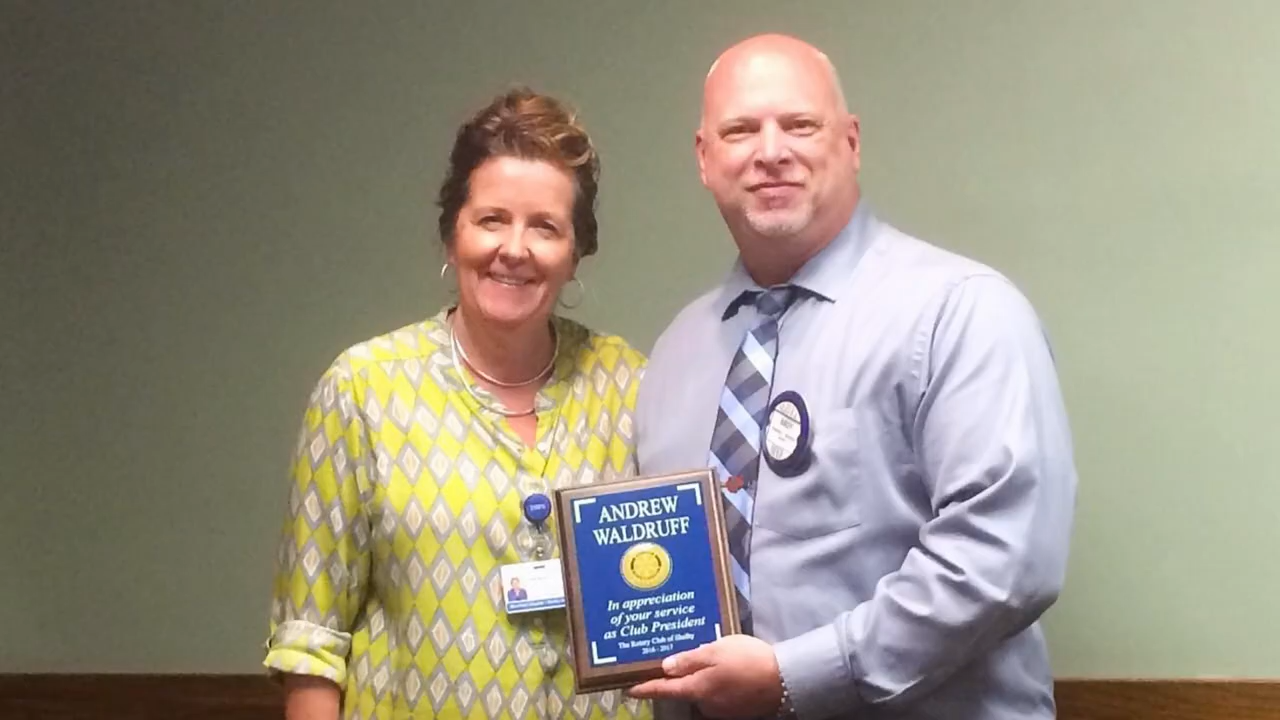 ANDREW
WALDRUFF
In appreciation
of your service
as Club President
The Rotary Club of Shelby
2016 - 2017